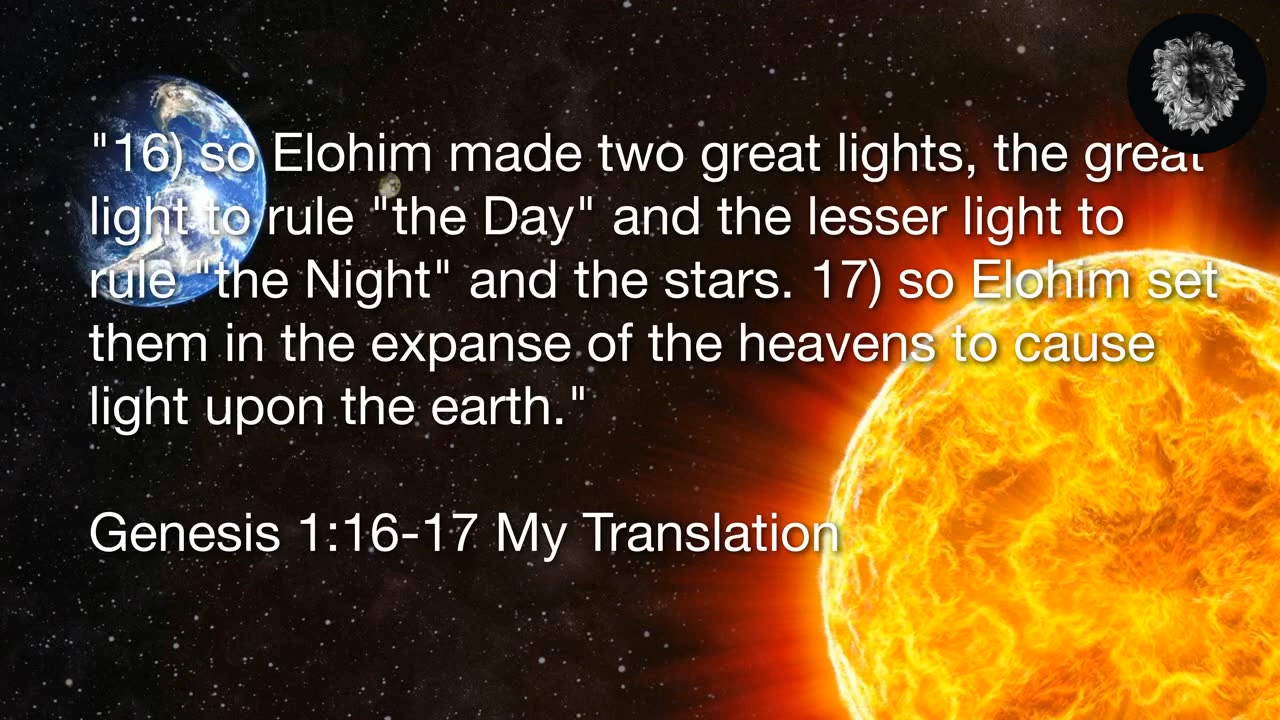 "16) so Elohim made two great lights, the great
light to rule "the Day" and the lesser light to
rule "the Night" and the stars. 17) so Elohim set
them in the expanse of the heavens to cause
light upon the earth."
Genesis 1:16-17 My Translation